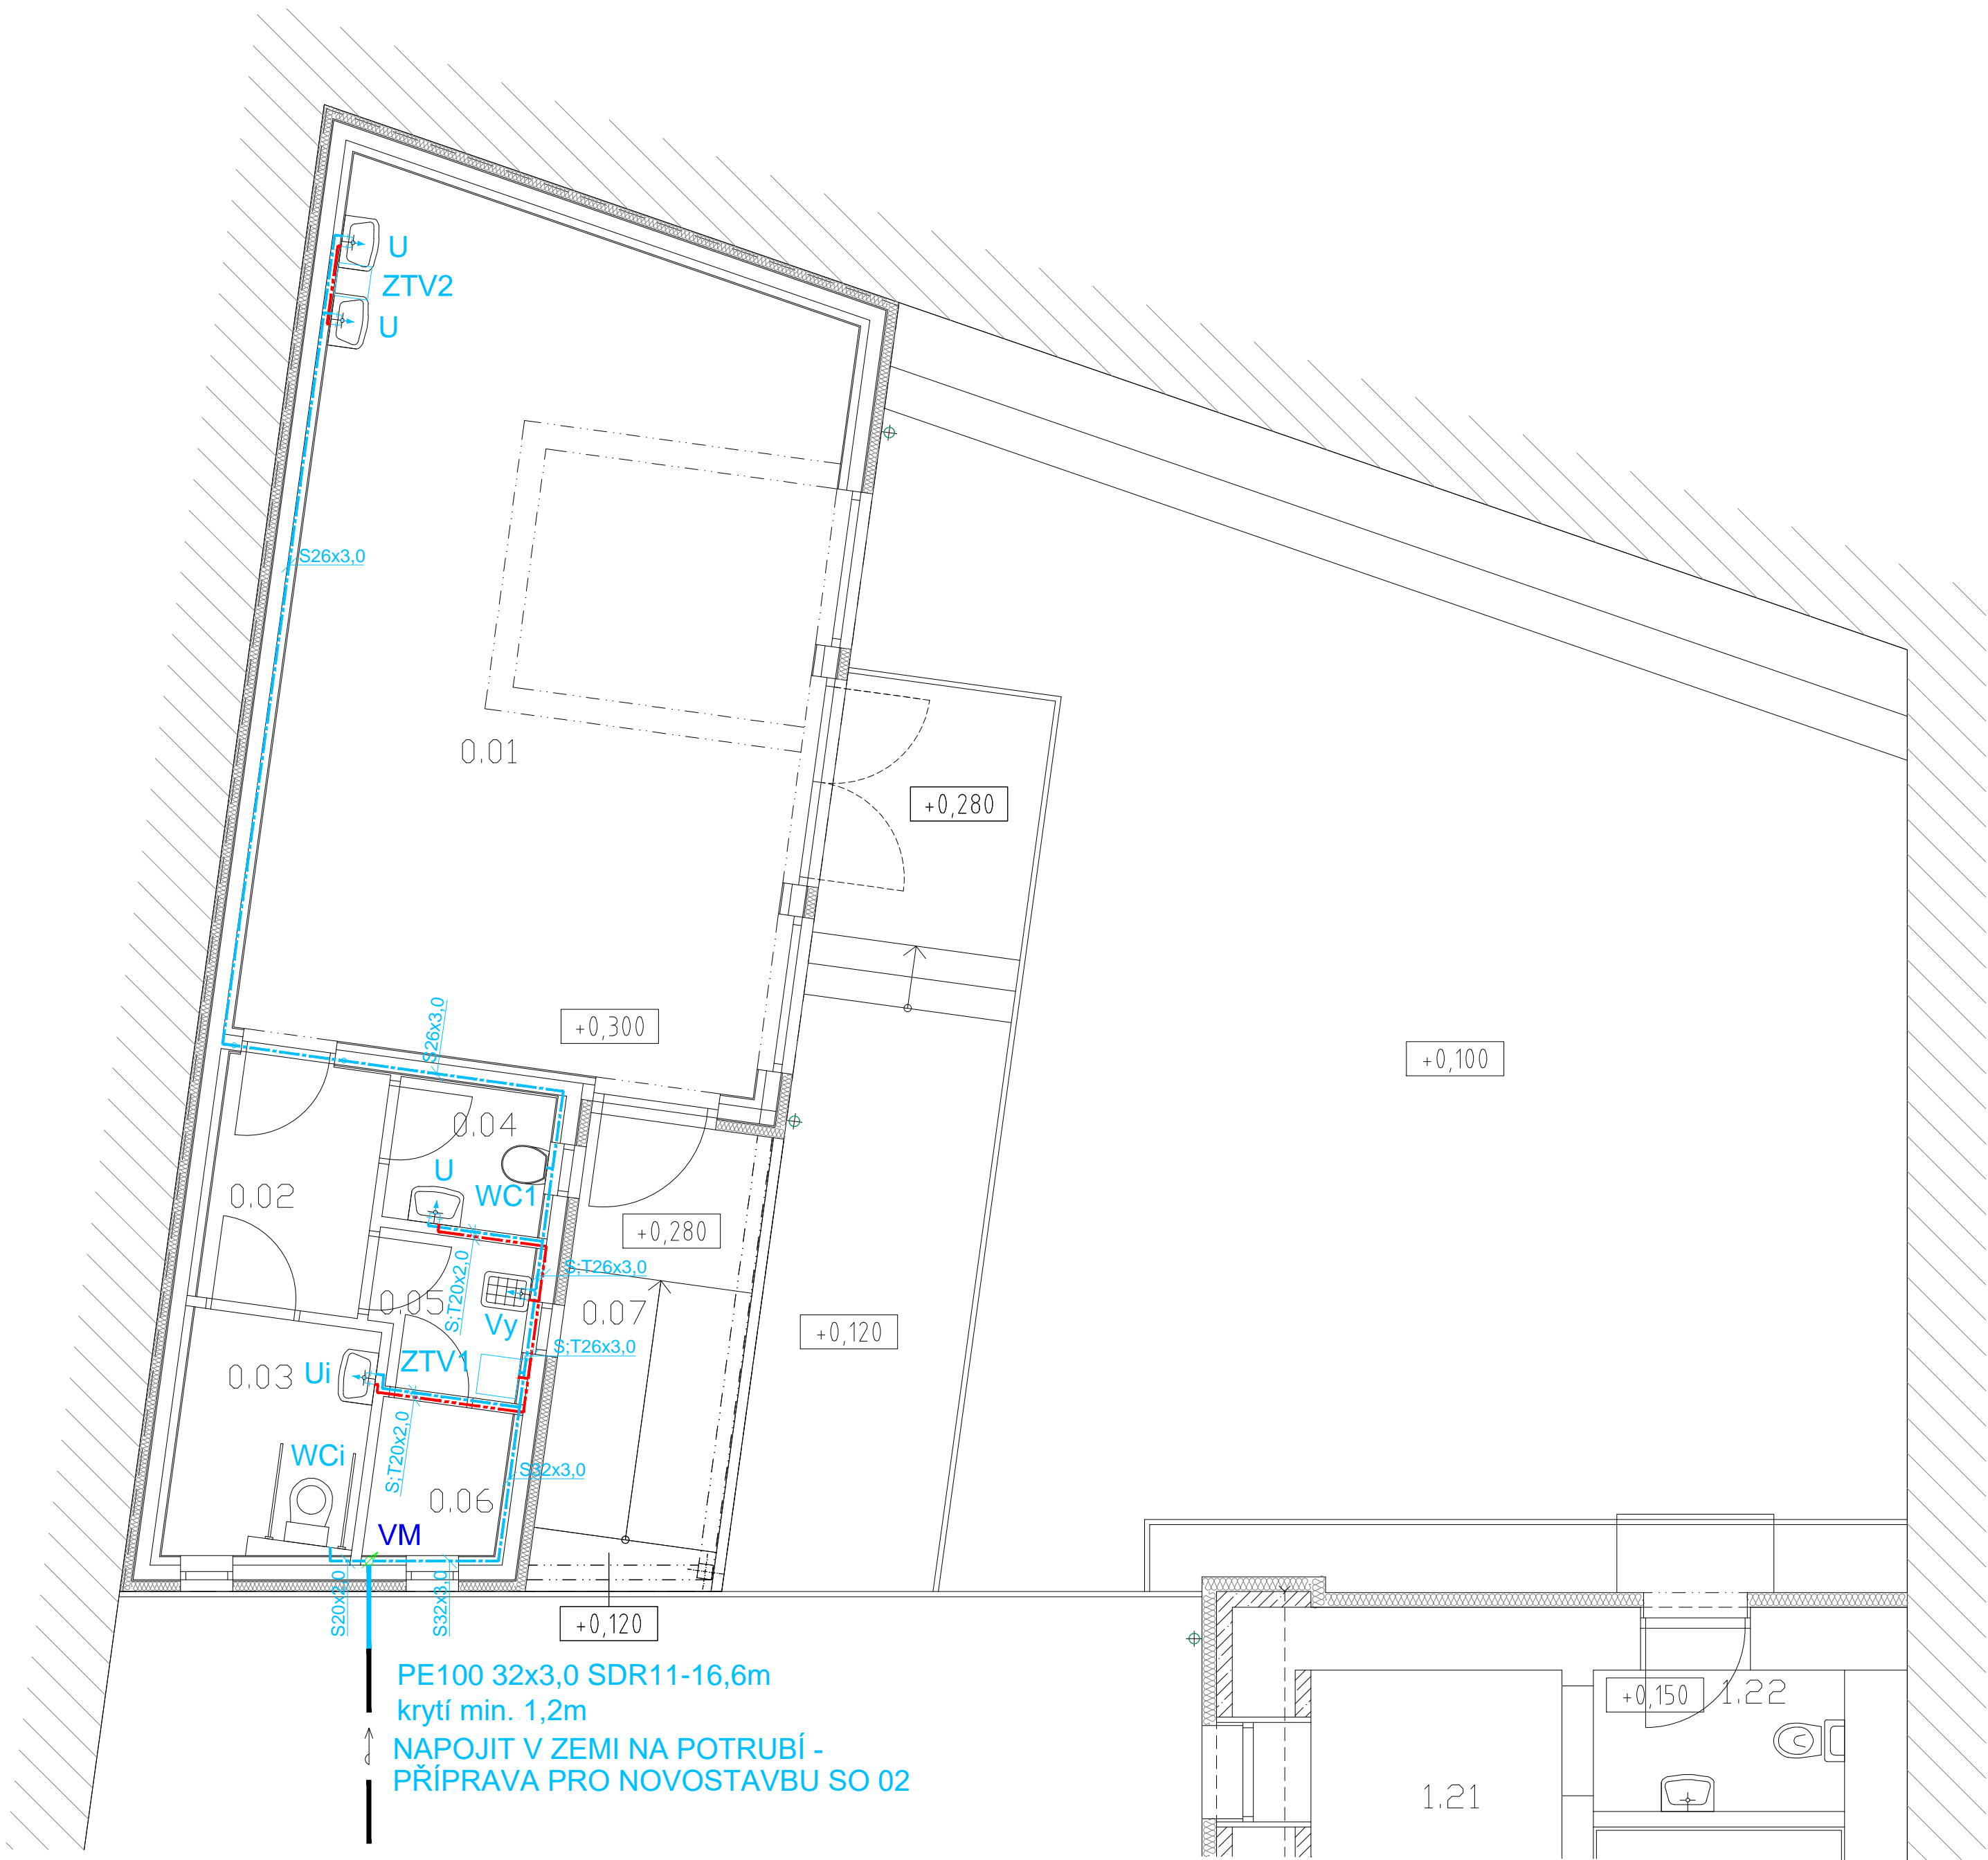 U
ZTV2
U
S26x3,0
0.01
+0,280
S26x3,0
+0,300
+0,100
0.04
U
WC1
0.02
+0,280
S;T20x2,0
S;T26x3,0
0.05
0.07
Vy
+0,120
S;T26x3,0
ZTV1
0.03
Ui
S;T20x2,0
WCi
S32x3,0
0.06
VM
S20x2,0
S32x3,0
+0,120
PE100 32x3,0 SDR11-16,6m
krytí min. 1,2m
NAPOJIT V ZEMI NA POTRUBÍ -
PŘÍPRAVA PRO NOVOSTAVBU SO 02
+0,150
1.22
1.21